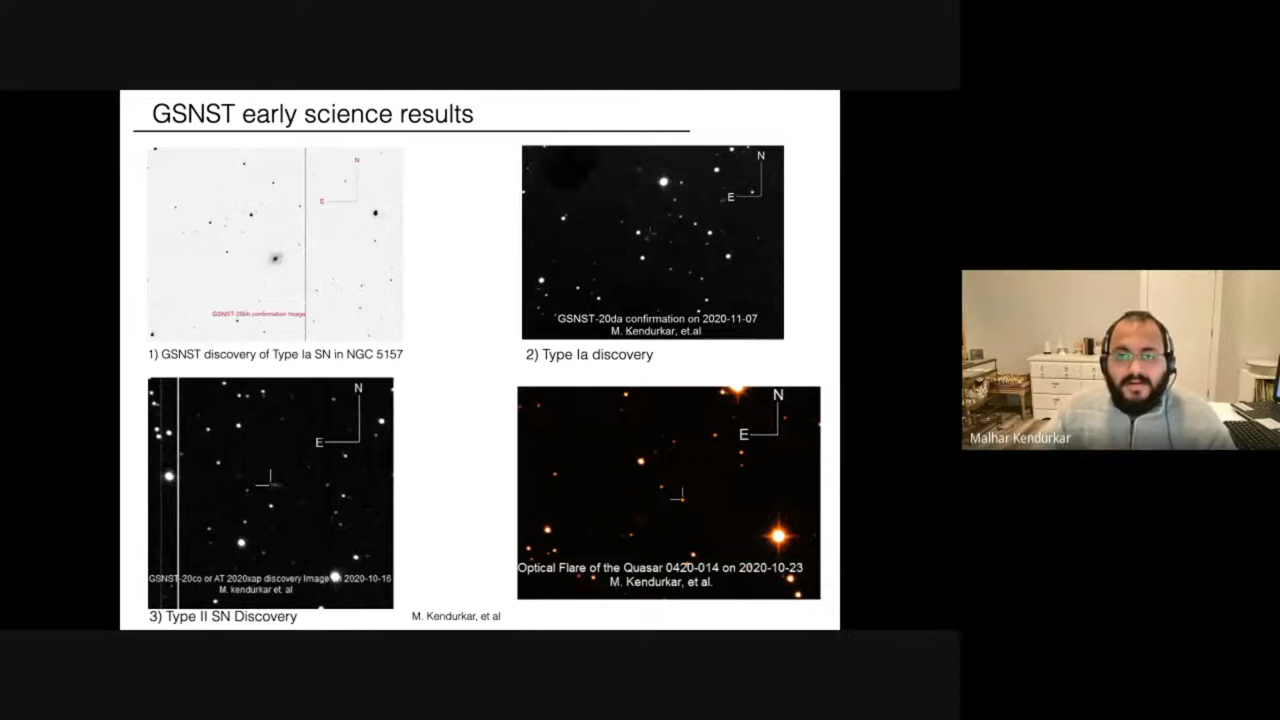 GSNST early science results
N
E
GSNST-20bh confirmation Image
1) GSNST discovery of Type Ia SN in NGC 5157
N
E
GSNST-20da confirmation on 2020-11-07
M. Kendurkar, et.al
2) Type Ia discovery
N
E
GSNST-20co or AT 2020xap discovery Image on 2020-10-16
M. kendurkar et. al
3) Type II SN Discovery
N
E
Optical Flare of the Quasar 0420-014 on 2020-10-23
M. Kendurkar, et al.
M. Kendurkar, et al
Malhar Kendurkar